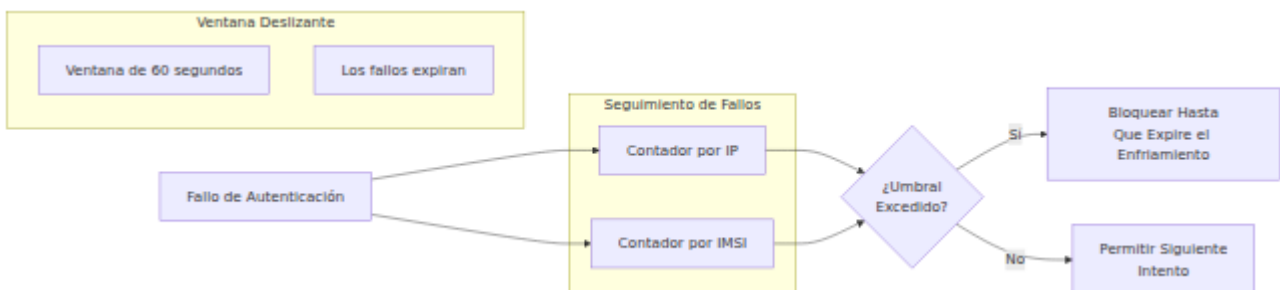 Ventana Deslizante
Ventana de 60 segundos
Los fallos expiran
Seguimiento de Fallos
Contador por IP
Contador por IMSI
Fallo de Autenticación
¿Umbral
Excedido?
Sí
No
Bloquear Hasta
Que Expire el
Enfriamiento
Permitir Siguiente
Intento